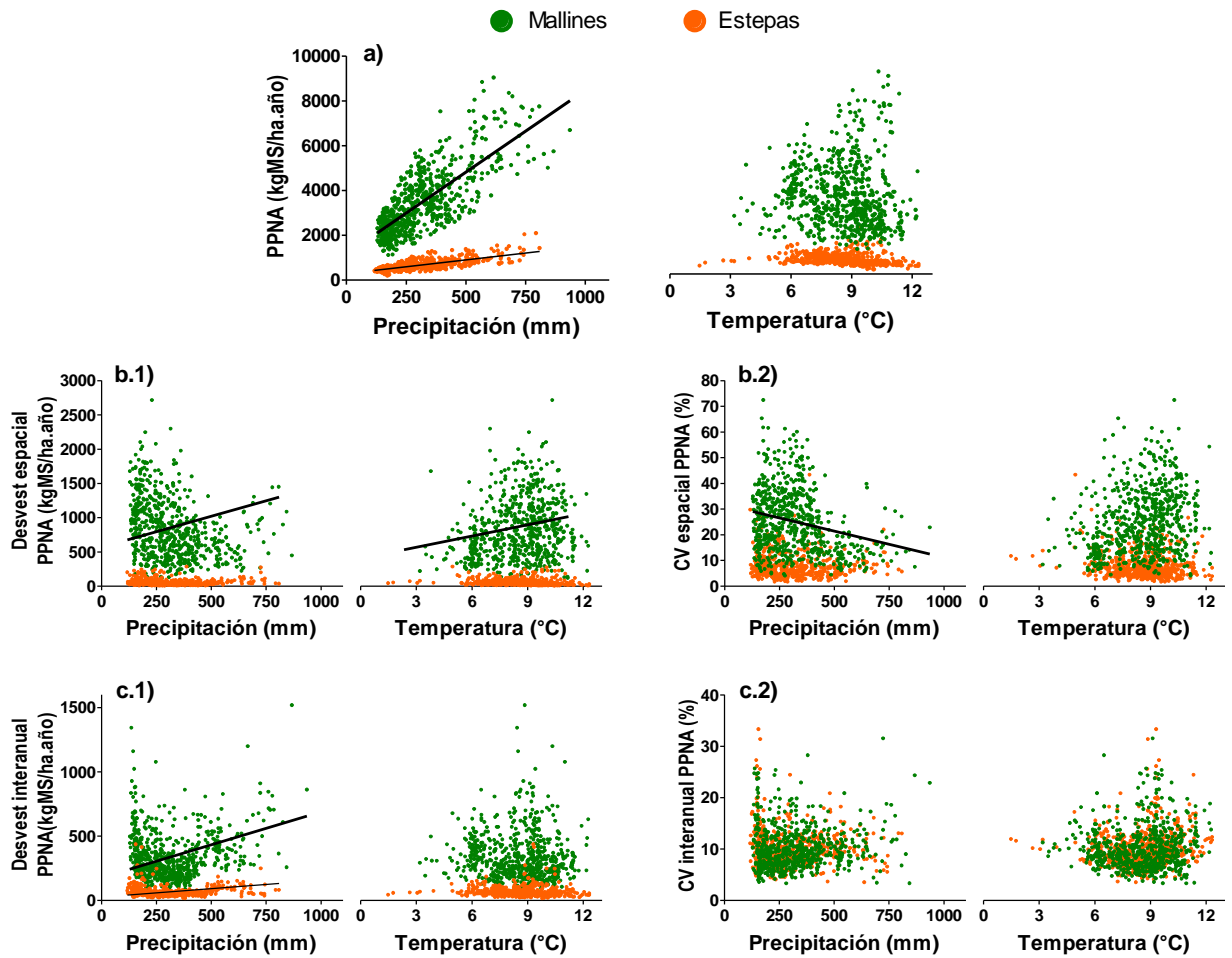 Mallines Estepas
a)
PPNA (kgMS/ha.año)
10000
8000
6000
4000
2000
0
0 250 500 750 1000
Precipitación (mm)
0 3 6 9 12
Temperatura (°C)
b.1)
Desvest espacial
PPNA (kgMS/ha.año)
3000
2500
2000
1500
1000
500
0
0 250 500 750 1000
Precipitación (mm)
0 3 6 9 12
Temperatura (°C)
b.2)
CV espacial PPNA (%)
80
70
60
50
40
30
20
10
0
0 250 500 750 1000
Precipitación (mm)
0 3 6 9 12
Temperatura (°C)
c.1)
Desvest interanual
PPNA(kgMS/ha.año)
1500
1000
500
0
0 250 500 750 1000
Precipitación (mm)
0 3 6 9 12
Temperatura (°C)
c.2)
CV interanual PPNA (%)
40
30
20
10
0
0 250 500 750 1000
Precipitación (mm)
0 3 6 9 12
Temperatura (°C)